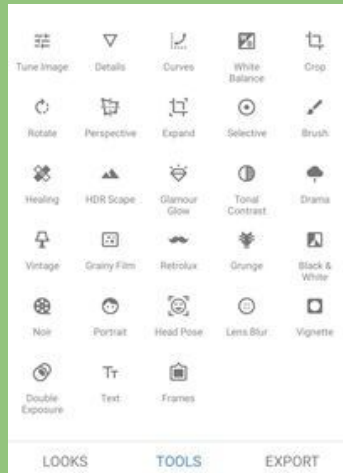 Tune Image Details Curves White Balance Crop
Rotate Perspective Expand Selective Brush
Healing HDR Scape Glamour Glow Tonal Contrast Drama
Vintage Grainy Film Retrolux Grunge Black & White
Noir Portrait Head Pose Lens Blur Vignette
Double Exposure Text Frames
LOOKS TOOLS EXPORT